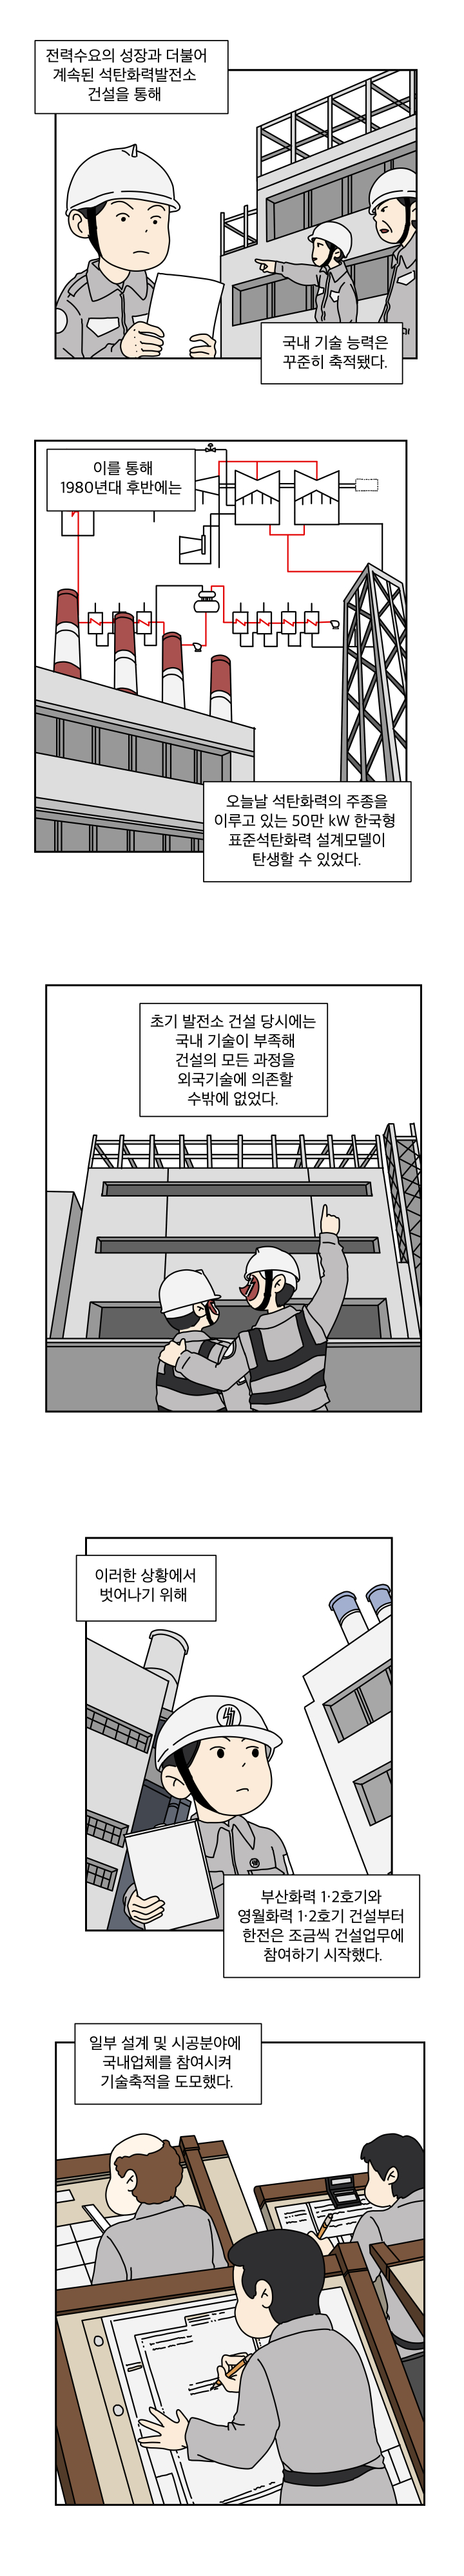 전력수요의 성장과 더불어
계속된 석탄화력발전소
건설을 통해
국내 기술 능력은
꾸준히 축적됐다.
이를 통해
1980년대 후반에는
오늘날 석탄화력의 주종을
이루고 있는 50만 kW 한국형
표준석탄화력 설계모델이
탄생할 수 있었다.
초기 발전소 건설 당시에는
국내 기술이 부족해
건설의 모든 과정을
외국기술에 의존할
수밖에 없었다.
이러한 상황에서
벗어나기 위해
부산화력 1·2호기와
영월화력 1·2호기 건설부터
한전은 조금씩 건설업무에
참여하기 시작했다.
일부 설계 및 시공분야에
국내업체를 참여시켜
기술축적을 도모했다.